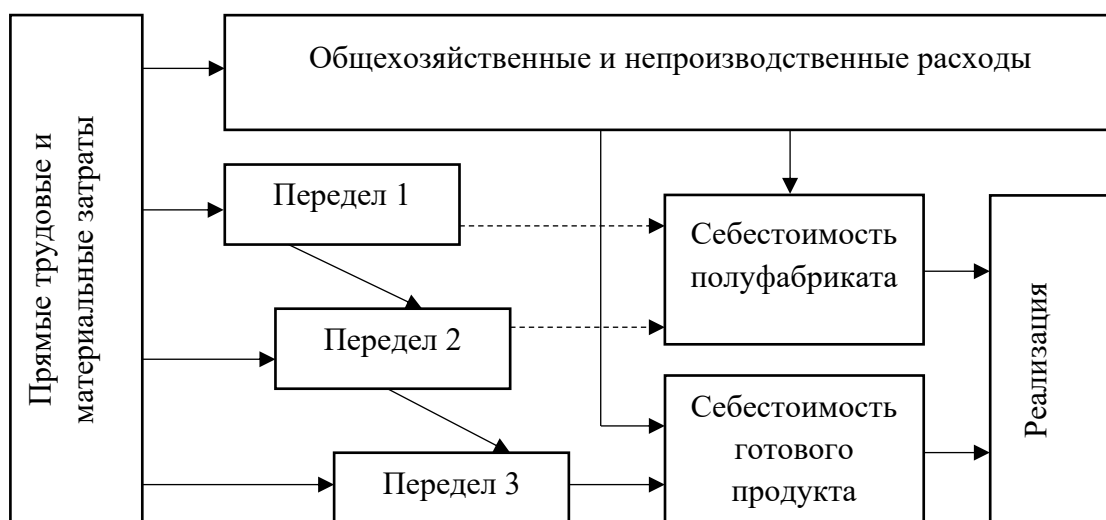 Прямые трудовые и
материальные затраты
Общехозяйственные и непроизводственные расходы
Передел 1
Передел 2
Передел 3
Себестоимость
полуфабриката
Себестоимость
готового
продукта
Реализация